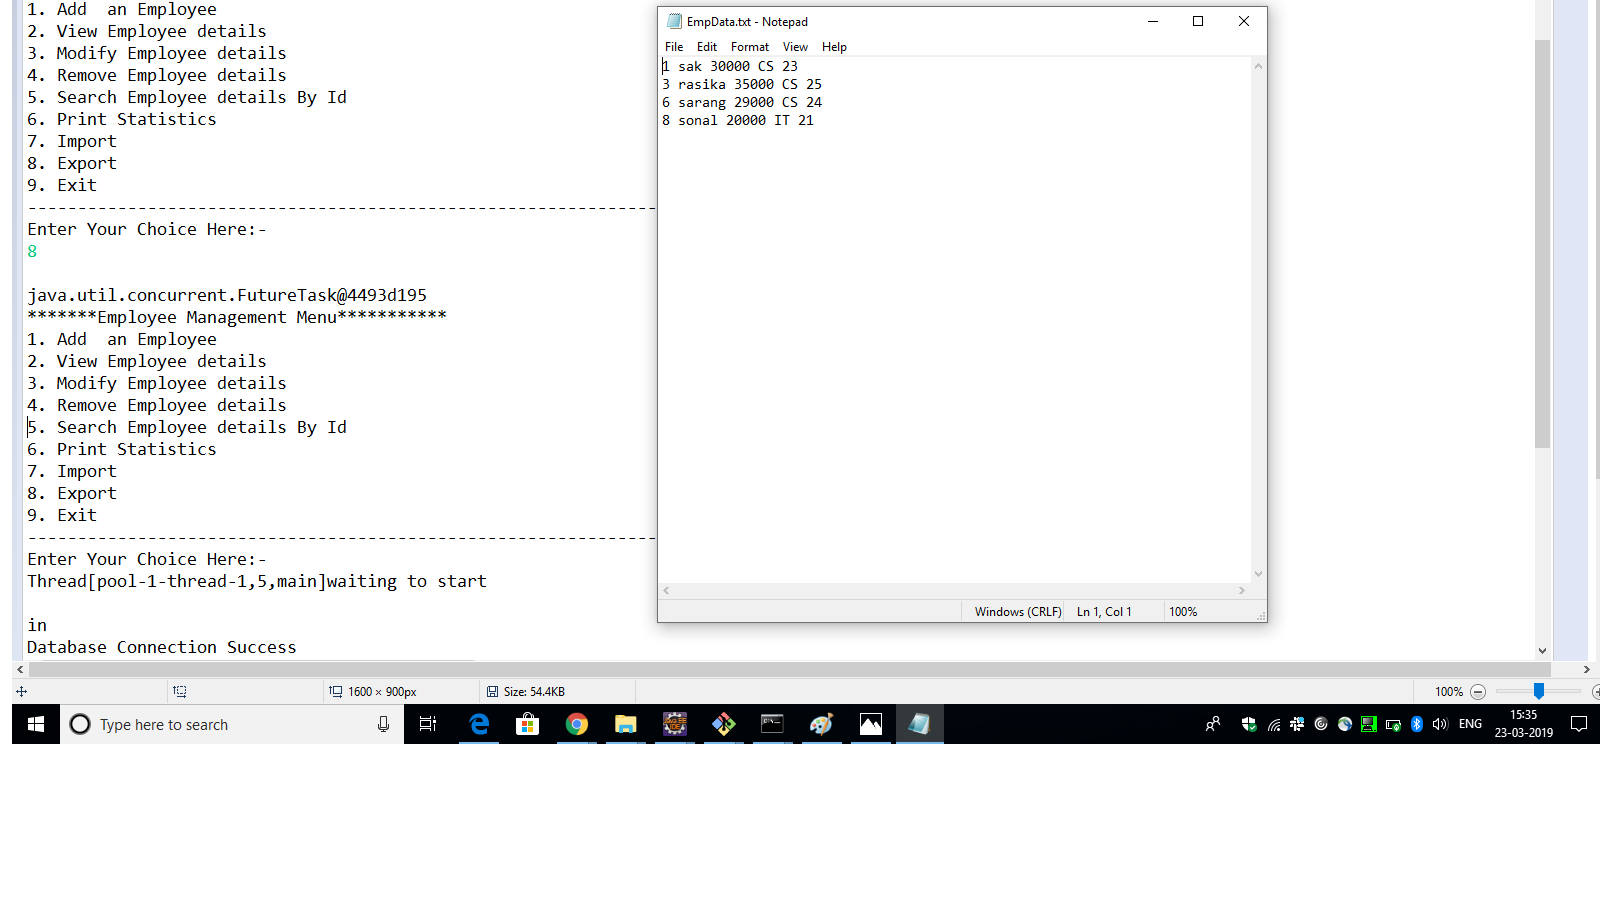 1. Add  an Employee
2. View Employee details
3. Modify Employee details
4. Remove Employee details
5. Search Employee details By Id
6. Print Statistics
7. Import
8. Export
9. Exit
---------------------------------------------------------------
Enter Your Choice Here:-
8
java.util.concurrent.FutureTask@4493d195
*******Employee Management Menu***********
1. Add  an Employee
2. View Employee details
3. Modify Employee details
4. Remove Employee details
5. Search Employee details By Id
6. Print Statistics
7. Import
8. Export
9. Exit
---------------------------------------------------------------
Enter Your Choice Here:-
Thread[pool-1-thread-1,5,main]waiting to start
in
Database Connection Success
EmpData.txt - Notepad
File Edit Format View Help
1 sak 30000 CS 23
3 rasika 35000 CS 25
6 sarang 29000 CS 24
8 sonal 20000 IT 21
Windows (CRLF) Ln 1, Col 1 100%
1600 × 900px Size: 54.4KB 100%
Type here to search
ENG
15:35
23-03-2019